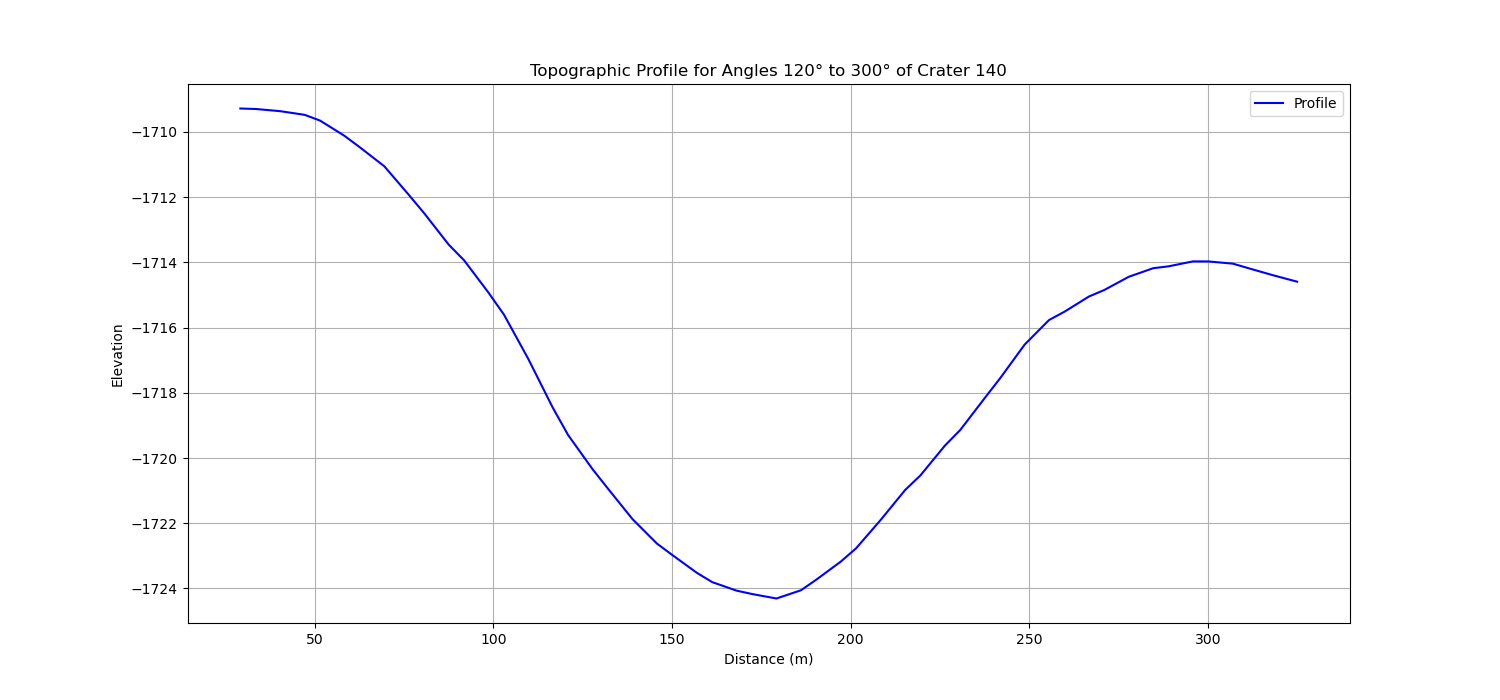 Topographic Profile for Angles 120° to 300° of Crater 140
Profile
−1710
−1712
−1714
−1716
−1718
−1720
−1722
−1724
Elevation
50 100 150 200 250 300
Distance (m)